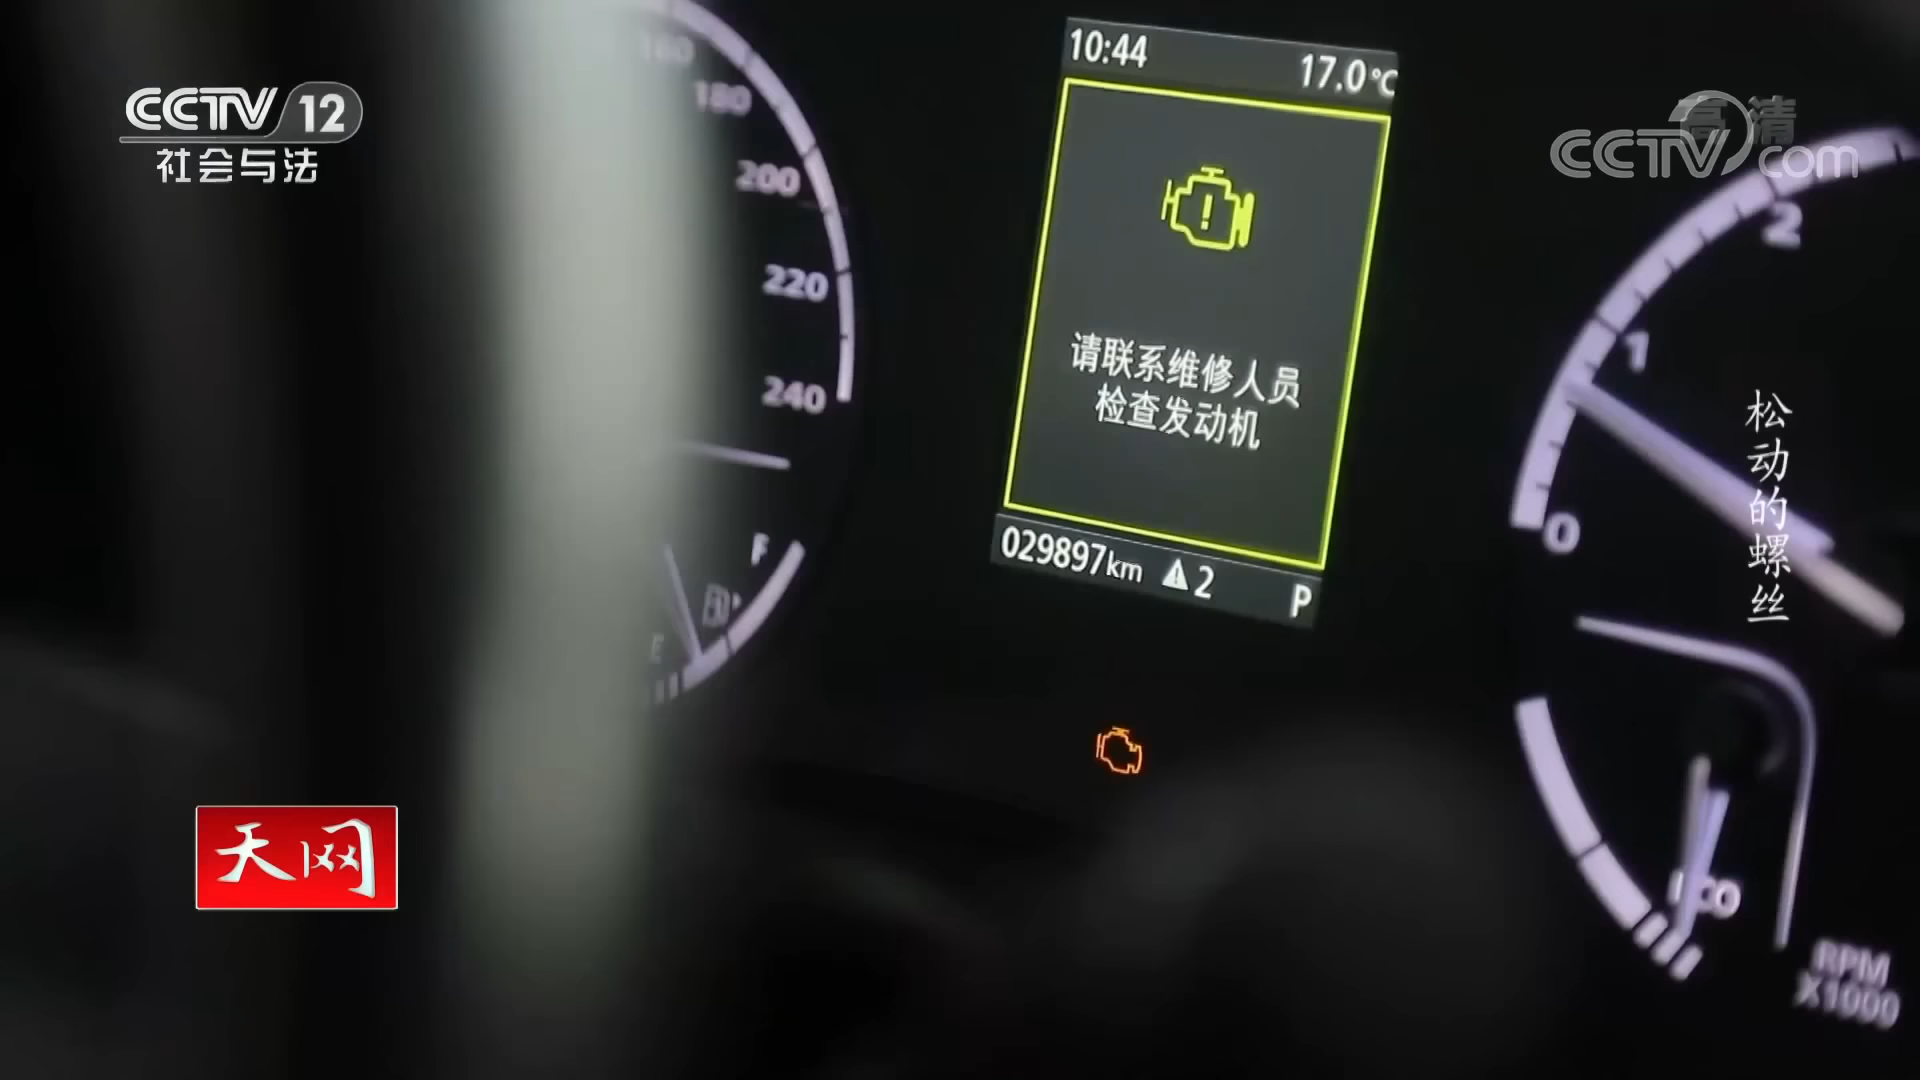 CCTV 12
社会与法
高清
CCTV.com
180
200
220
240
F
E
10:44
17.0℃
请联系维修人员
检查发动机
029897km
2
P
2
1
0
ECO
RPM
X1000
松动的螺丝
天网